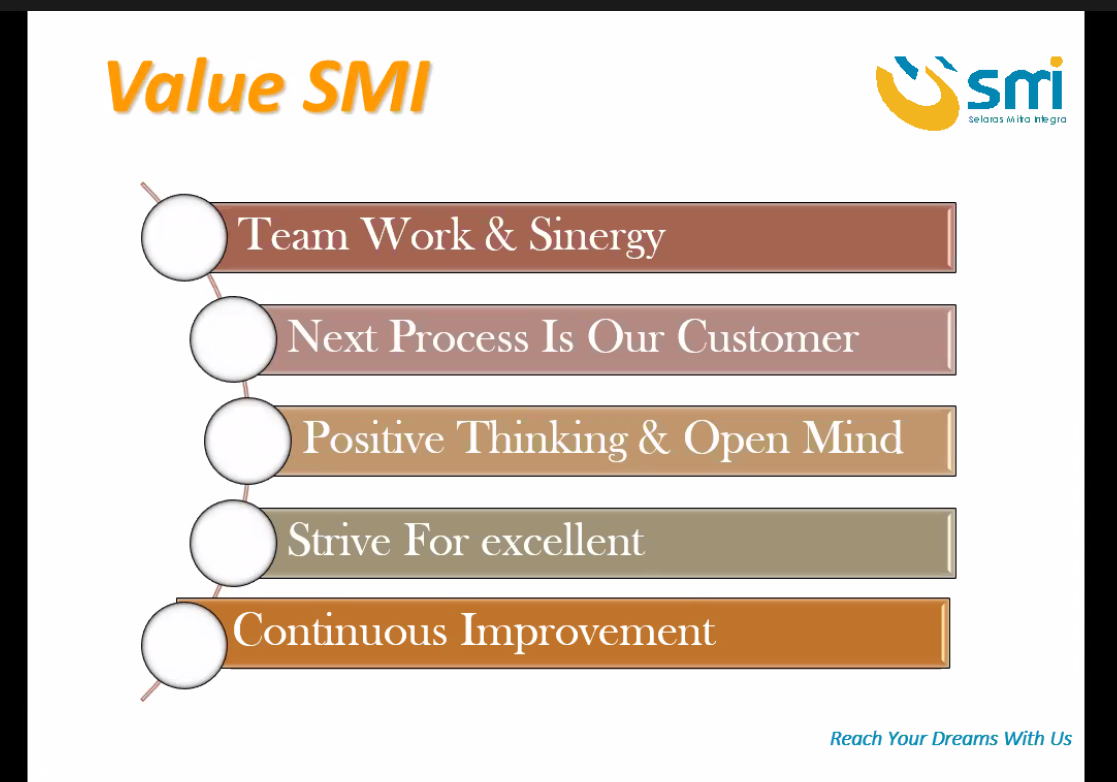 Value SMI
smi
Selaras Mitra Integra
Team Work & Sinergy
Next Process Is Our Customer
Positive Thinking & Open Mind
Strive For excellent
Continuous Improvement
Reach Your Dreams With Us